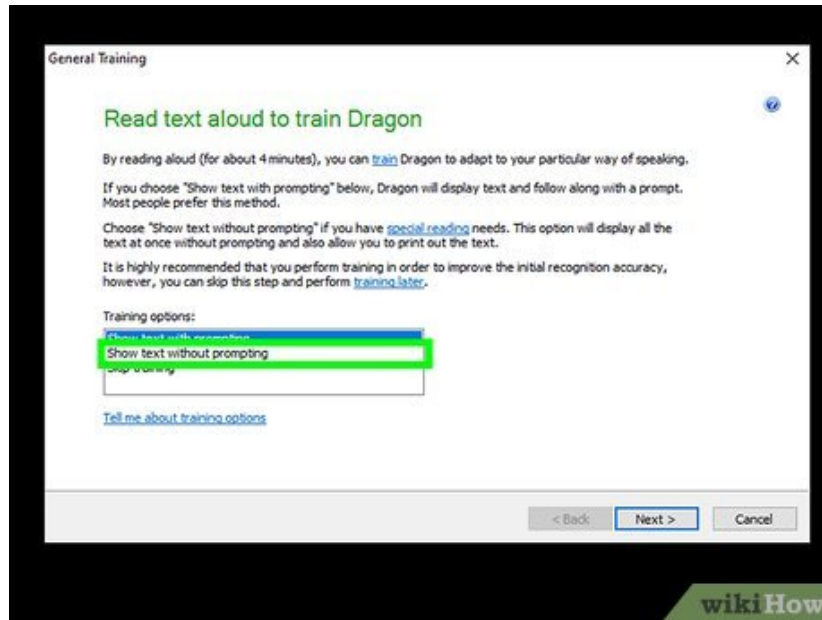 General Training
Read text aloud to train Dragon
By reading aloud (for about 4 minutes), you can train Dragon to adapt to your particular way of speaking.
If you choose "Show text with prompting" below, Dragon will display text and follow along with a prompt.
Most people prefer this method.
Choose "Show text without prompting" if you have special reading needs. This option will display all the
text at once without prompting and also allow you to print out the text.
It is highly recommended that you perform training in order to improve the initial recognition accuracy,
however, you can skip this step and perform training later.
Training options:
Show text with prompting
Show text without prompting
Skip training
Tell me about training options
< Back Next > Cancel
wikiHow